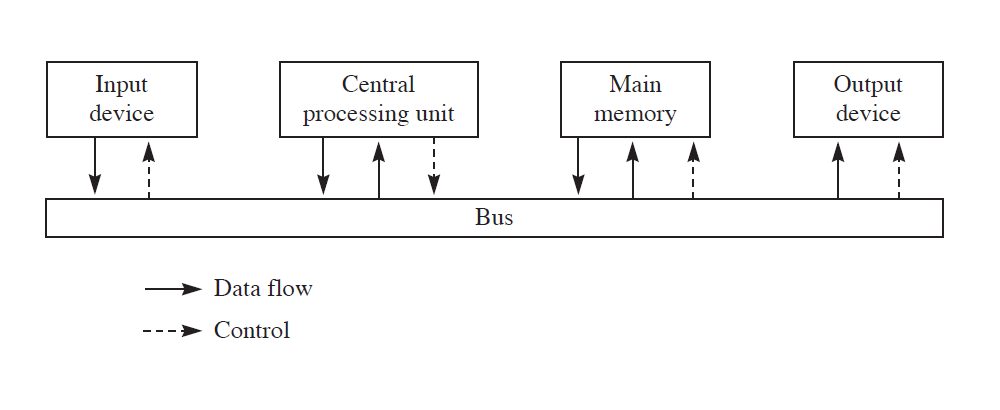 Input
device
Central
processing unit
Main
memory
Output
device
Bus
Data flow
Control